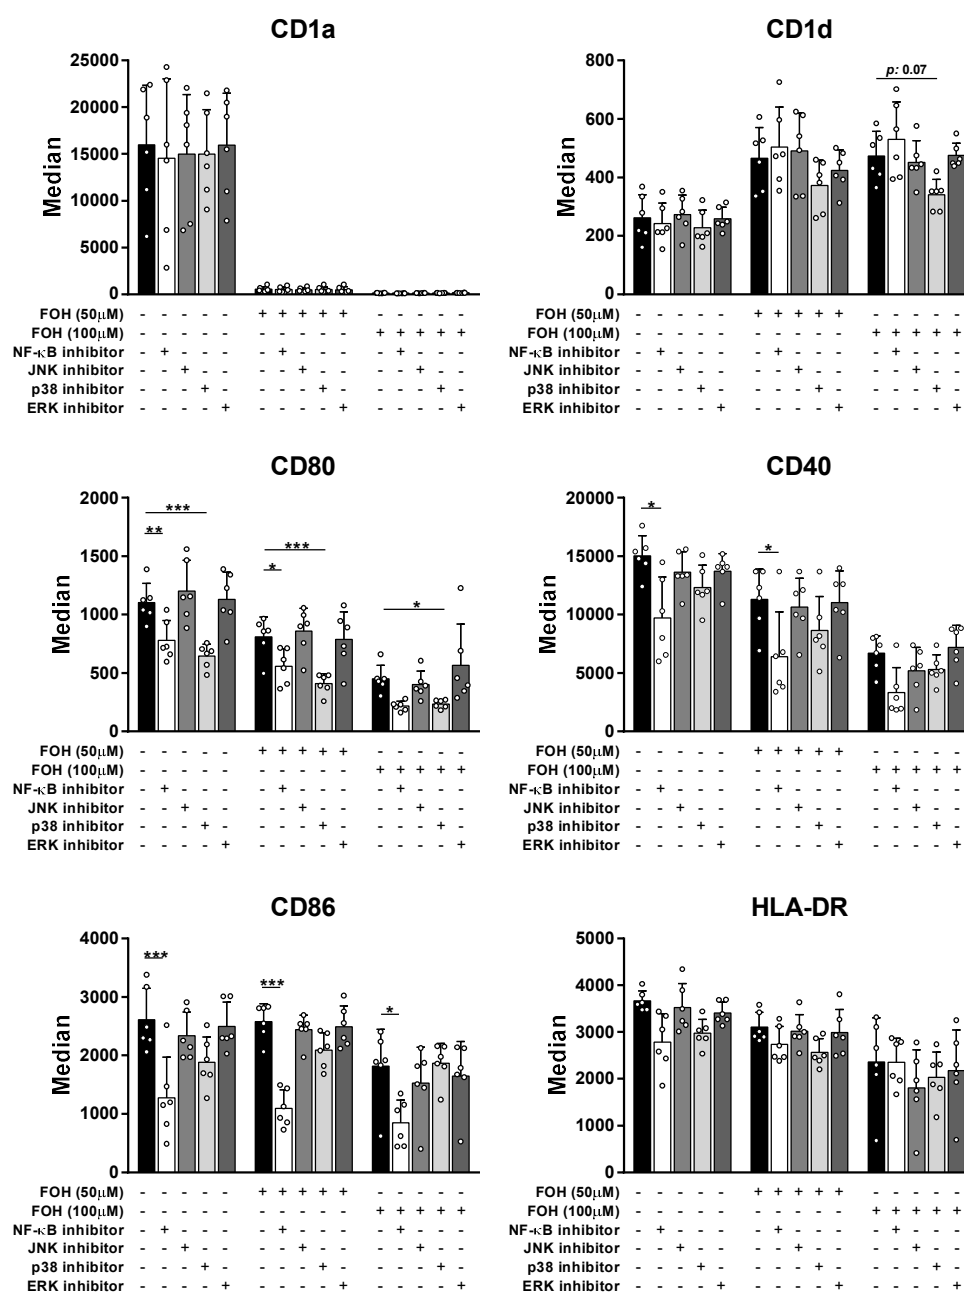 CD1a
Median
25000
20000
15000
10000
5000
0
FOH (50μM) - - - - - + + + + + - - - - -
FOH (100μM) - - - - - - - - - - + + + + +
NF-κB inhibitor - + - - - - + - - - - + - - -
JNK inhibitor - - + - - - - + - - - - + - -
p38 inhibitor - - - + - - - - + - - - - + -
ERK inhibitor - - - - + - - - - + - - - - +
CD1d
Median
800
600
400
200
0
p: 0.07
FOH (50μM) - - - - - + + + + + - - - - -
FOH (100μM) - - - - - - - - - - + + + + +
NF-κB inhibitor - + - - - - + - - - - + - - -
JNK inhibitor - - + - - - - + - - - - + - -
p38 inhibitor - - - + - - - - + - - - - + -
ERK inhibitor - - - - + - - - - + - - - - +
CD80
Median
2000
1500
1000
500
0
***
**
***
*
*
FOH (50μM) - - - - - + + + + + - - - - -
FOH (100μM) - - - - - - - - - - + + + + +
NF-κB inhibitor - + - - - - + - - - - + - - -
JNK inhibitor - - + - - - - + - - - - + - -
p38 inhibitor - - - + - - - - + - - - - + -
ERK inhibitor - - - - + - - - - + - - - - +
CD40
Median
20000
15000
10000
5000
0
*
*
FOH (50μM) - - - - - + + + + + - - - - -
FOH (100μM) - - - - - - - - - - + + + + +
NF-κB inhibitor - + - - - - + - - - - + - - -
JNK inhibitor - - + - - - - + - - - - + - -
p38 inhibitor - - - + - - - - + - - - - + -
ERK inhibitor - - - - + - - - - + - - - - +
CD86
Median
4000
3000
2000
1000
0
***
***
*
FOH (50μM) - - - - - + + + + + - - - - -
FOH (100μM) - - - - - - - - - - + + + + +
NF-κB inhibitor - + - - - - + - - - - + - - -
JNK inhibitor - - + - - - - + - - - - + - -
p38 inhibitor - - - + - - - - + - - - - + -
ERK inhibitor - - - - + - - - - + - - - - +
HLA-DR
Median
5000
4000
3000
2000
1000
0
FOH (50μM) - - - - - + + + + + - - - - -
FOH (100μM) - - - - - - - - - - + + + + +
NF-κB inhibitor - + - - - - + - - - - + - - -
JNK inhibitor - - + - - - - + - - - - + - -
p38 inhibitor - - - + - - - - + - - - - + -
ERK inhibitor - - - - + - - - - + - - - - +